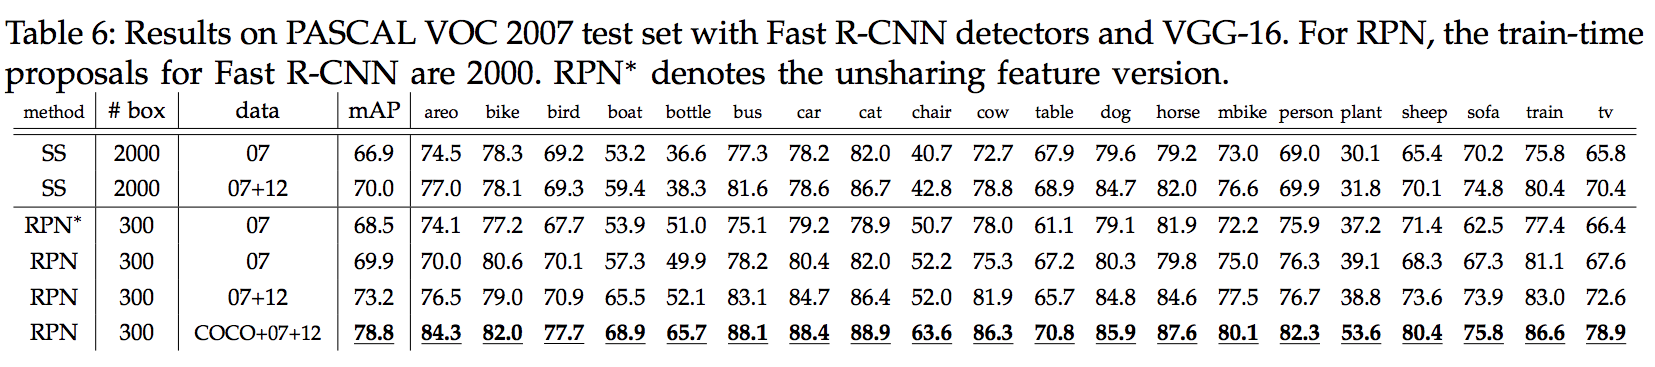 Table 6: Results on PASCAL VOC 2007 test set with Fast R-CNN detectors and VGG-16. For RPN, the train-time
proposals for Fast R-CNN are 2000. RPN* denotes the unsharing feature version.
method # box data mAP areo bike bird boat bottle bus car cat chair cow table dog horse mbike person plant sheep sofa train tv
SS 2000 07 66.9 74.5 78.3 69.2 53.2 36.6 77.3 78.2 82.0 40.7 72.7 67.9 79.6 79.2 73.0 69.0 30.1 65.4 70.2 75.8 65.8
SS 2000 07+12 70.0 77.0 78.1 69.3 59.4 38.3 81.6 78.6 86.7 42.8 78.8 68.9 84.7 82.0 76.6 69.9 31.8 70.1 74.8 80.4 70.4
RPN* 300 07 68.5 74.1 77.2 67.7 53.9 51.0 75.1 79.2 78.9 50.7 78.0 61.1 79.1 81.9 72.2 75.9 37.2 71.4 62.5 77.4 66.4
RPN 300 07 69.9 70.0 80.6 70.1 57.3 49.9 78.2 80.4 82.0 52.2 75.3 67.2 80.3 79.8 75.0 76.3 39.1 68.3 67.3 81.1 67.6
RPN 300 07+12 73.2 76.5 79.0 70.9 65.5 52.1 83.1 84.7 86.4 52.0 81.9 65.7 84.8 84.6 77.5 76.7 38.8 73.6 73.9 83.0 72.6
RPN 300 COCO+07+12 78.8 84.3 82.0 77.7 68.9 65.7 88.1 88.4 88.9 63.6 86.3 70.8 85.9 87.6 80.1 82.3 53.6 80.4 75.8 86.6 78.9